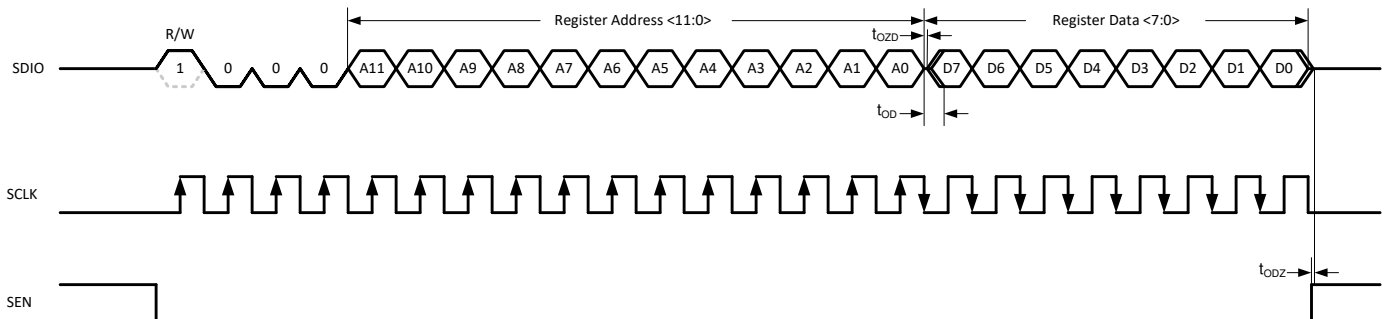 Register Address <11:0> Register Data <7:0>
R/W
tOZD
SDIO 1 0 0 0 A11 A10 A9 A8 A7 A6 A5 A4 A3 A2 A1 A0 D7 D6 D5 D4 D3 D2 D1 D0
tOD
SCLK
tODZ
SEN